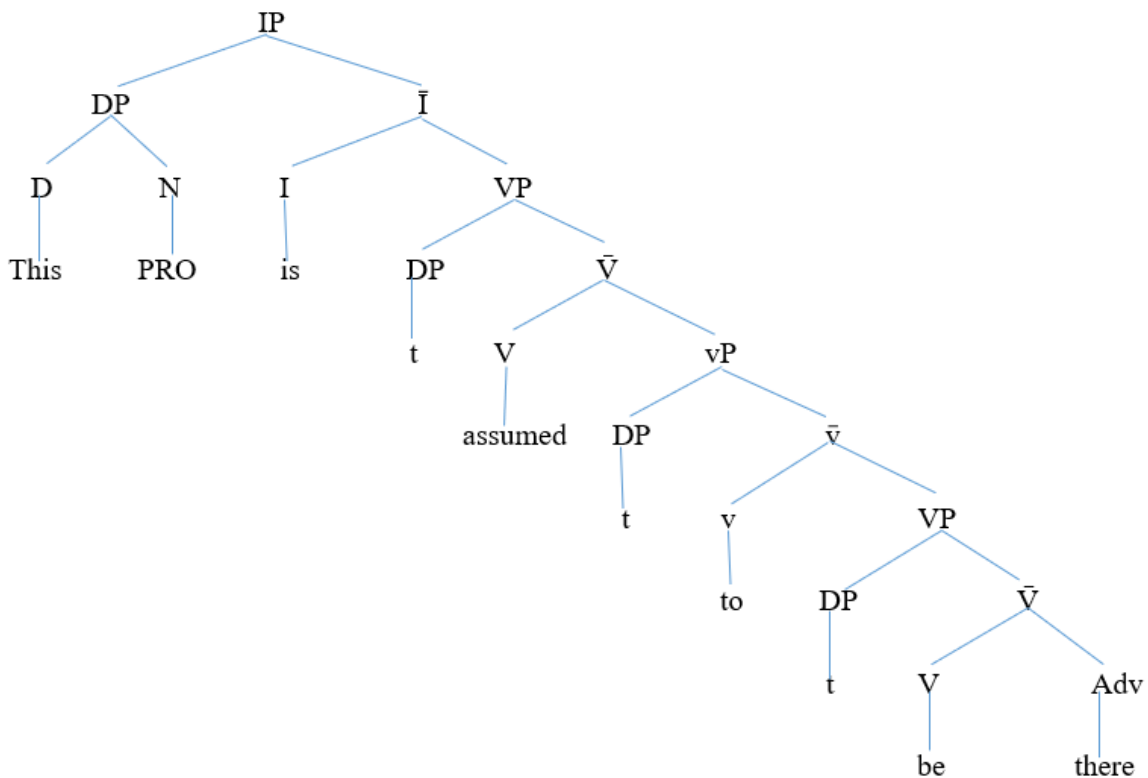 IP
DP Ī
D N I VP
This PRO is DP V̄
t V vP
assumed DP v̄
t v VP
to DP V̄
t V Adv
be there